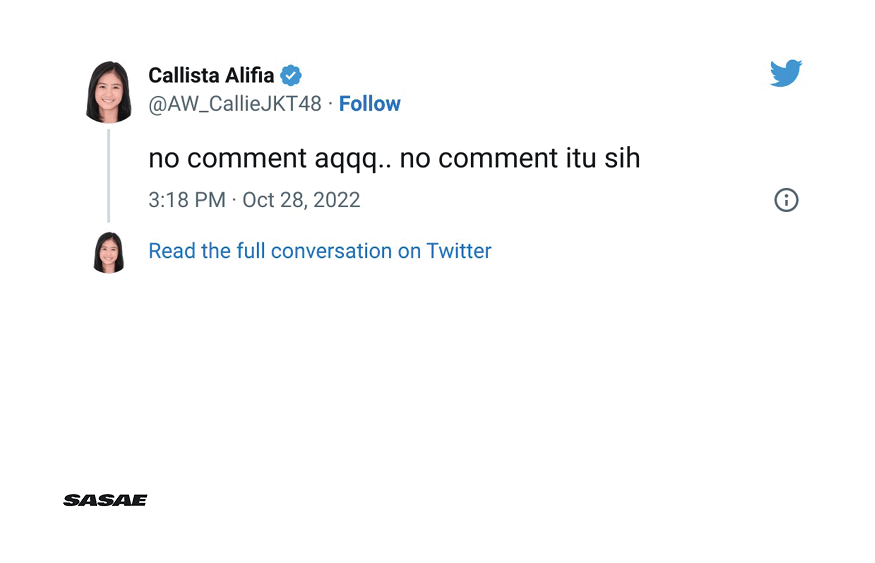 Callista Alifia
@AW_CallieJKT48 · Follow
no comment aqqq.. no comment itu sih
3:18 PM · Oct 28, 2022
Read the full conversation on Twitter
SASAE